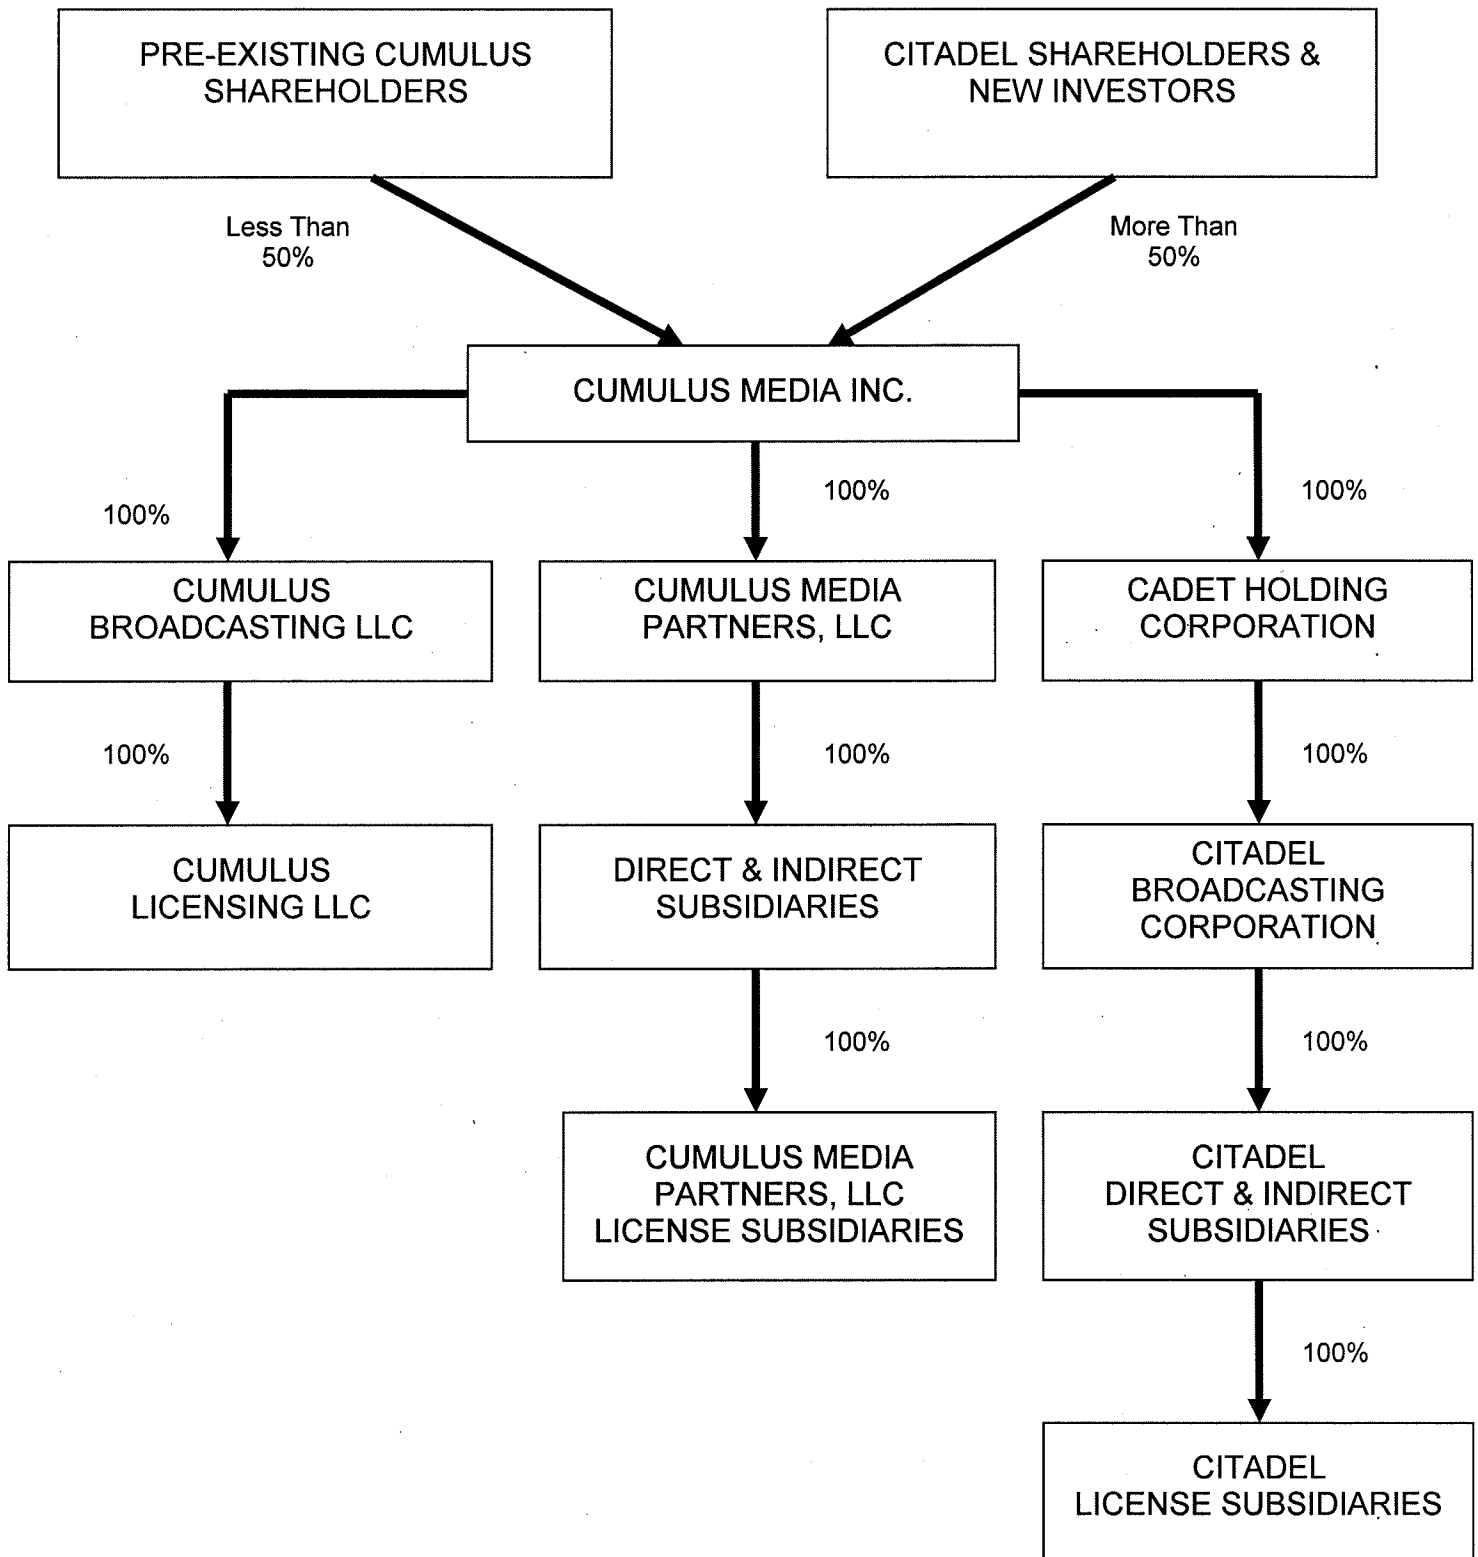 PRE-EXISTING CUMULUS
SHAREHOLDERS
CITADEL SHAREHOLDERS &
NEW INVESTORS
Less Than
50%
More Than
50%
CUMULUS MEDIA INC.
100%
100%
100%
CUMULUS
BROADCASTING LLC
CUMULUS MEDIA
PARTNERS, LLC
CADET HOLDING
CORPORATION
100%
100%
100%
CUMULUS
LICENSING LLC
DIRECT & INDIRECT
SUBSIDIARIES
CITADEL
BROADCASTING
CORPORATION
100%
100%
CUMULUS MEDIA
PARTNERS, LLC
LICENSE SUBSIDIARIES
CITADEL
DIRECT & INDIRECT
SUBSIDIARIES
100%
CITADEL
LICENSE SUBSIDIARIES